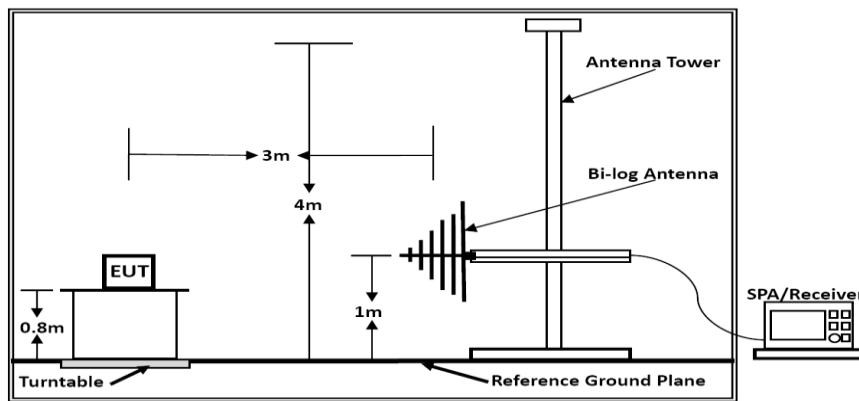 Antenna Tower
3m
Bi-log Antenna
4m
EUT
SPA/Receiver
0.8m
1m
Turntable
Reference Ground Plane